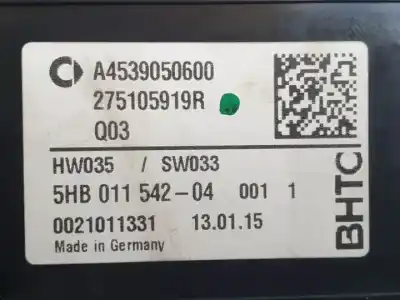 A4539050600
275105919R
Q03
HW035 / SW033
5HB 011 542-04 001 1
0021011331 13.01.15
Made in Germany
BHTC